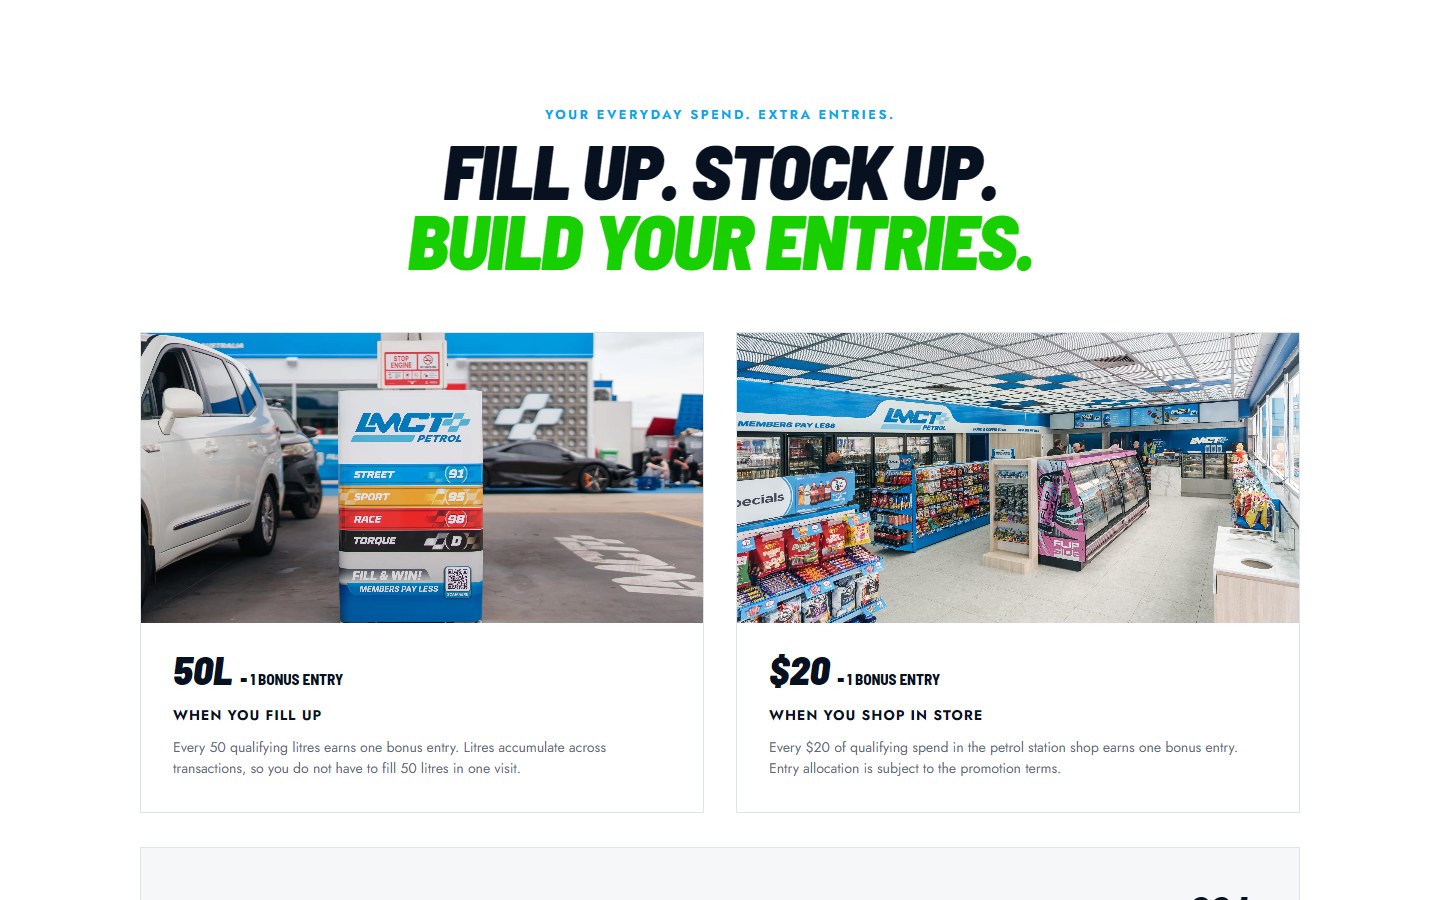 YOUR EVERYDAY SPEND. EXTRA ENTRIES.
FILL UP. STOCK UP.
BUILD YOUR ENTRIES.
STOP
ENGINE
LMCT
PETROL
STREET 91
SPORT 95
RACE 98
TORQUE D
FILL & WIN!
MEMBERS PAY LESS
MEMBERS PAY LESS
LMCT
PETROL
LMCT
pecials
FLIP
SIDE
50L - 1 BONUS ENTRY
WHEN YOU FILL UP
Every 50 qualifying litres earns one bonus entry. Litres accumulate across
transactions, so you do not have to fill 50 litres in one visit.
$20 - 1 BONUS ENTRY
WHEN YOU SHOP IN STORE
Every $20 of qualifying spend in the petrol station shop earns one bonus entry.
Entry allocation is subject to the promotion terms.